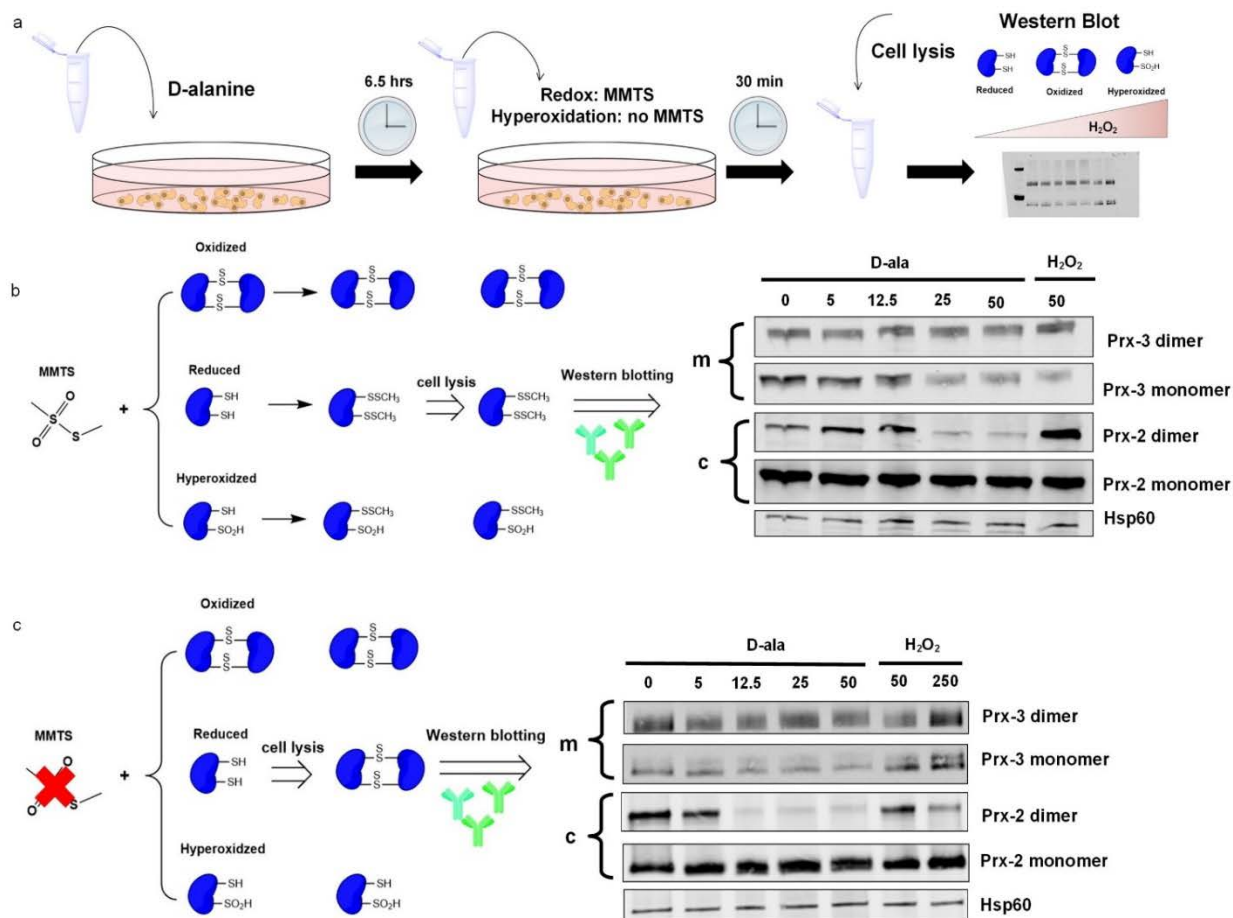 a
D-alanine
6.5 hrs
Redox: MMTS
Hyperoxidation: no MMTS
30 min
Cell lysis
Western Blot
SH
SH
S
S
S
S
SH
SO₂H
Reduced
Oxidized
Hyperoxidzed
H₂O₂
b
MMTS
O
O
S
+
Oxidized
S
S
S
S
S
S
S
S
S
S
S
S
Reduced
SH
SH
SSCH₃
SSCH₃
cell lysis
SSCH₃
SSCH₃
Hyperoxidzed
SH
SO₂H
SSCH₃
SO₂H
SSCH₃
SO₂H
Western blotting
D-ala
H₂O₂
0 5 12.5 25 50 50
m
Prx-3 dimer
Prx-3 monomer
c
Prx-2 dimer
Prx-2 monomer
Hsp60
c
MMTS
O
O
S
+
Oxidized
S
S
S
S
S
S
S
S
Reduced
SH
SH
cell lysis
S
S
S
S
Hyperoxidzed
SH
SO₂H
SH
SO₂H
Western blotting
D-ala
H₂O₂
0 5 12.5 25 50 50 250
m
Prx-3 dimer
Prx-3 monomer
c
Prx-2 dimer
Prx-2 monomer
Hsp60